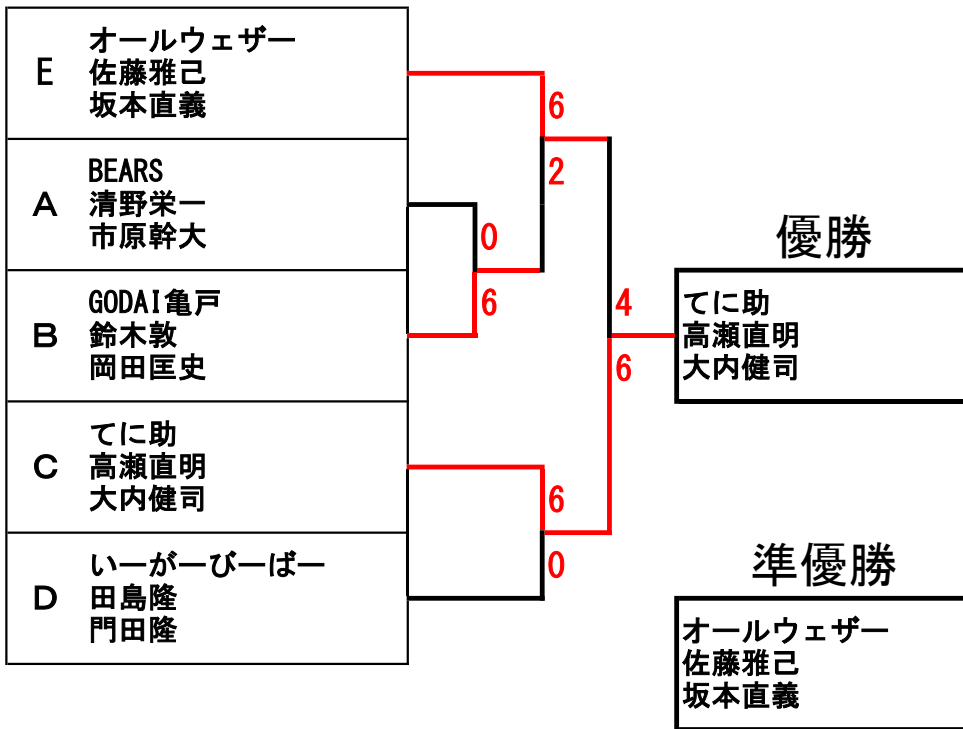 E
オールウェザー
佐藤雅己
坂本直義
A
BEARS
清野栄一
市原幹大
B
GODAI亀戸
鈴木敦
岡田匡史
C
てに助
高瀬直明
大内健司
D
いーがーびーばー
田島隆
門田隆
6
2
0
6
6
0
4
6
優勝
てに助
高瀬直明
大内健司
準優勝
オールウェザー
佐藤雅己
坂本直義